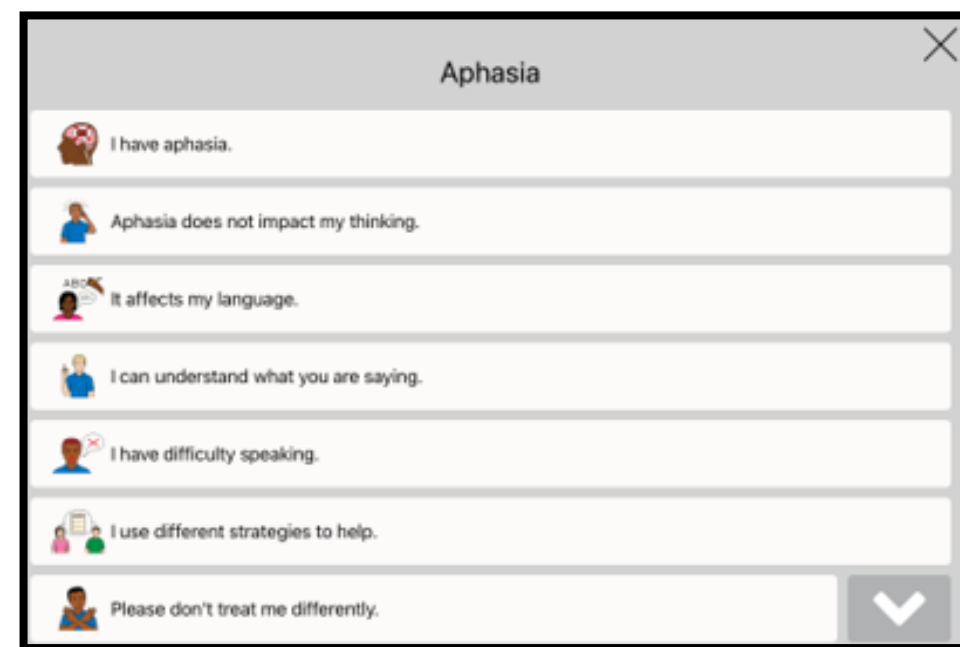 Aphasia
I have aphasia.
Aphasia does not impact my thinking.
It affects my language.
I can understand what you are saying.
I have difficulty speaking.
I use different strategies to help.
Please don't treat me differently.